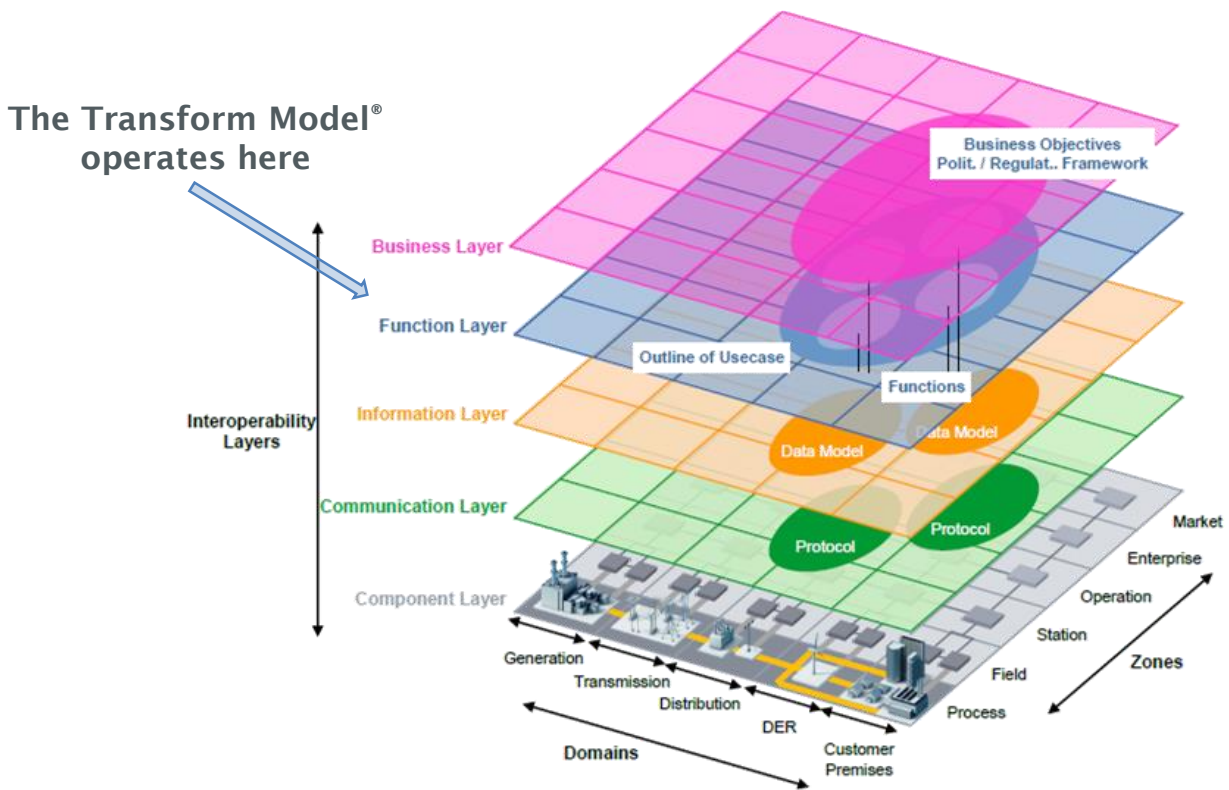 The Transform Model®
operates here
Business Objectives
Polit. / Regulat.. Framework
Business Layer
Function Layer
Outline of Usecase
Functions
Interoperability
Layers
Information Layer
Data Model
Data Model
Communication Layer
Protocol
Protocol
Component Layer
Market
Enterprise
Operation
Station
Zones
Field
Process
Generation
Transmission
Distribution
DER
Customer
Premises
Domains